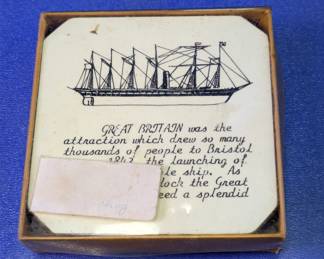 GREAT BRITAIN was the
attraction which drew so many
thousands of people to Bristol
the launching of
ship. As
lock the Great
eed a splendid